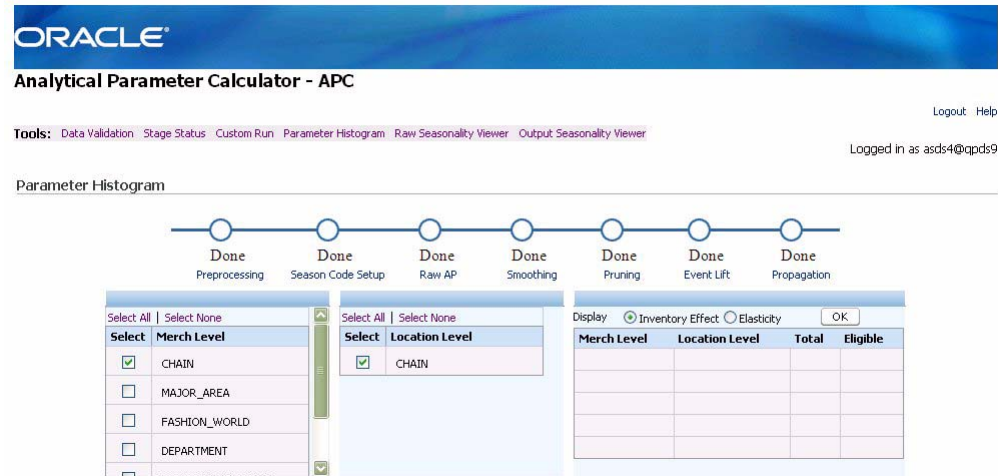 ORACLE®
Analytical Parameter Calculator - APC
Logout Help
Tools: Data Validation Stage Status Custom Run Parameter Histogram Raw Seasonality Viewer Output Seasonality Viewer
Logged in as asds4@qpds9
Parameter Histogram
Done Done Done Done Done Done Done
Preprocessing Season Code Setup Raw AP Smoothing Pruning Event Lift Propagation
Select All | Select None
Select Merch Level
CHAIN
MAJOR_AREA
FASHION_WORLD
DEPARTMENT
Select All | Select None
Select Location Level
CHAIN
Display Inventory Effect Elasticity OK
Merch Level Location Level Total Eligible